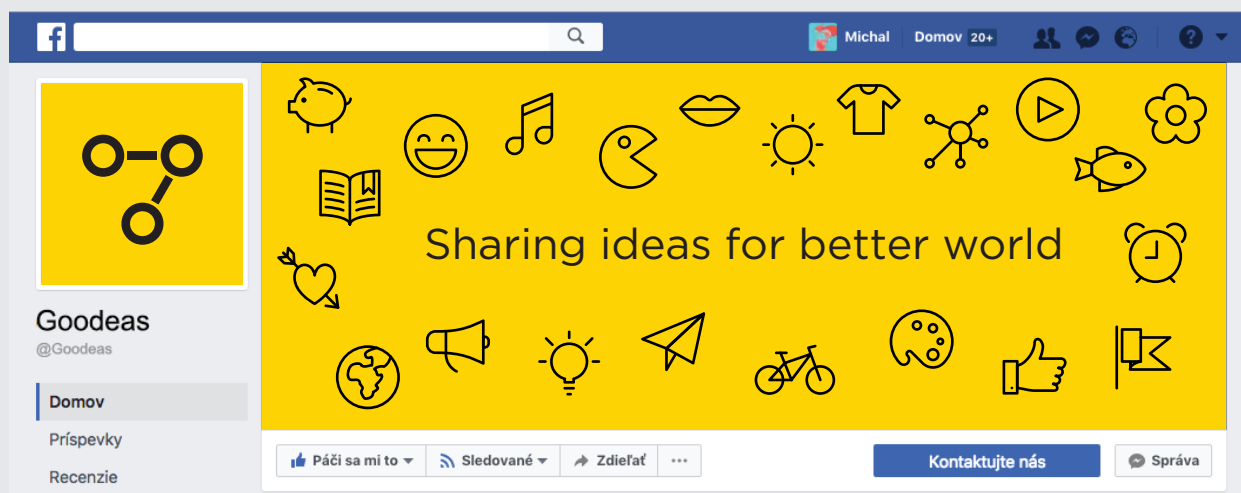 Michal
Domov 20+
Sharing ideas for better world
Goodeas
@Goodeas
Domov
Príspevky
Recenzie
Páči sa mi to
Sledované
Zdieľať
Kontaktujte nás
Správa